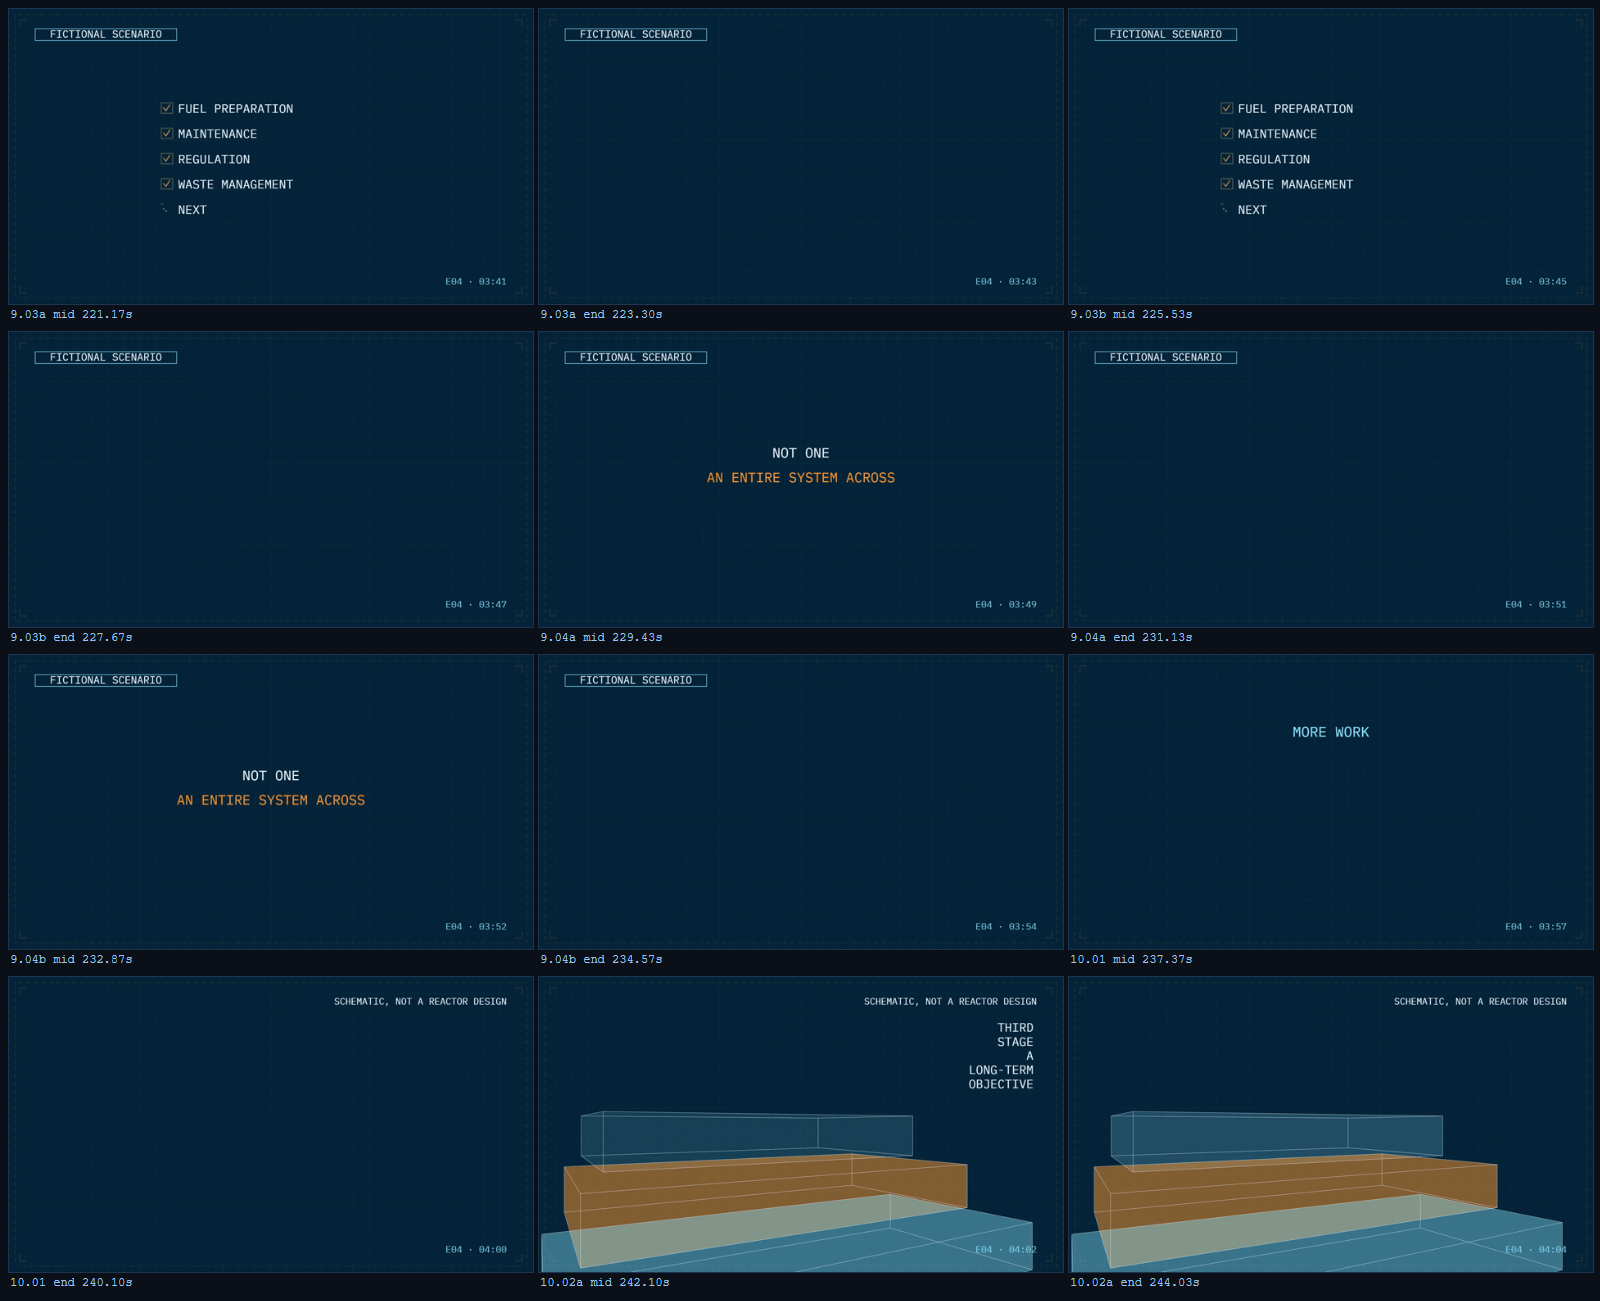 FICTIONAL SCENARIO
FUEL PREPARATION
MAINTENANCE
REGULATION
WASTE MANAGEMENT
NEXT
E04 · 03:41
9.03a mid 221.17s
FICTIONAL SCENARIO
E04 · 03:43
9.03a end 223.30s
FICTIONAL SCENARIO
FUEL PREPARATION
MAINTENANCE
REGULATION
WASTE MANAGEMENT
NEXT
E04 · 03:45
9.03b mid 225.53s
FICTIONAL SCENARIO
E04 · 03:47
9.03b end 227.67s
FICTIONAL SCENARIO
NOT ONE
AN ENTIRE SYSTEM ACROSS
E04 · 03:49
9.04a mid 229.43s
FICTIONAL SCENARIO
E04 · 03:51
9.04a end 231.13s
FICTIONAL SCENARIO
NOT ONE
AN ENTIRE SYSTEM ACROSS
E04 · 03:52
9.04b mid 232.87s
FICTIONAL SCENARIO
E04 · 03:54
9.04b end 234.57s
MORE WORK
E04 · 03:57
10.01 mid 237.37s
SCHEMATIC, NOT A REACTOR DESIGN
E04 · 04:00
10.01 end 240.10s
SCHEMATIC, NOT A REACTOR DESIGN
THIRD
STAGE
A
LONG-TERM
OBJECTIVE
E04 · 04:02
10.02a mid 242.10s
SCHEMATIC, NOT A REACTOR DESIGN
E04 · 04:04
10.02a end 244.03s